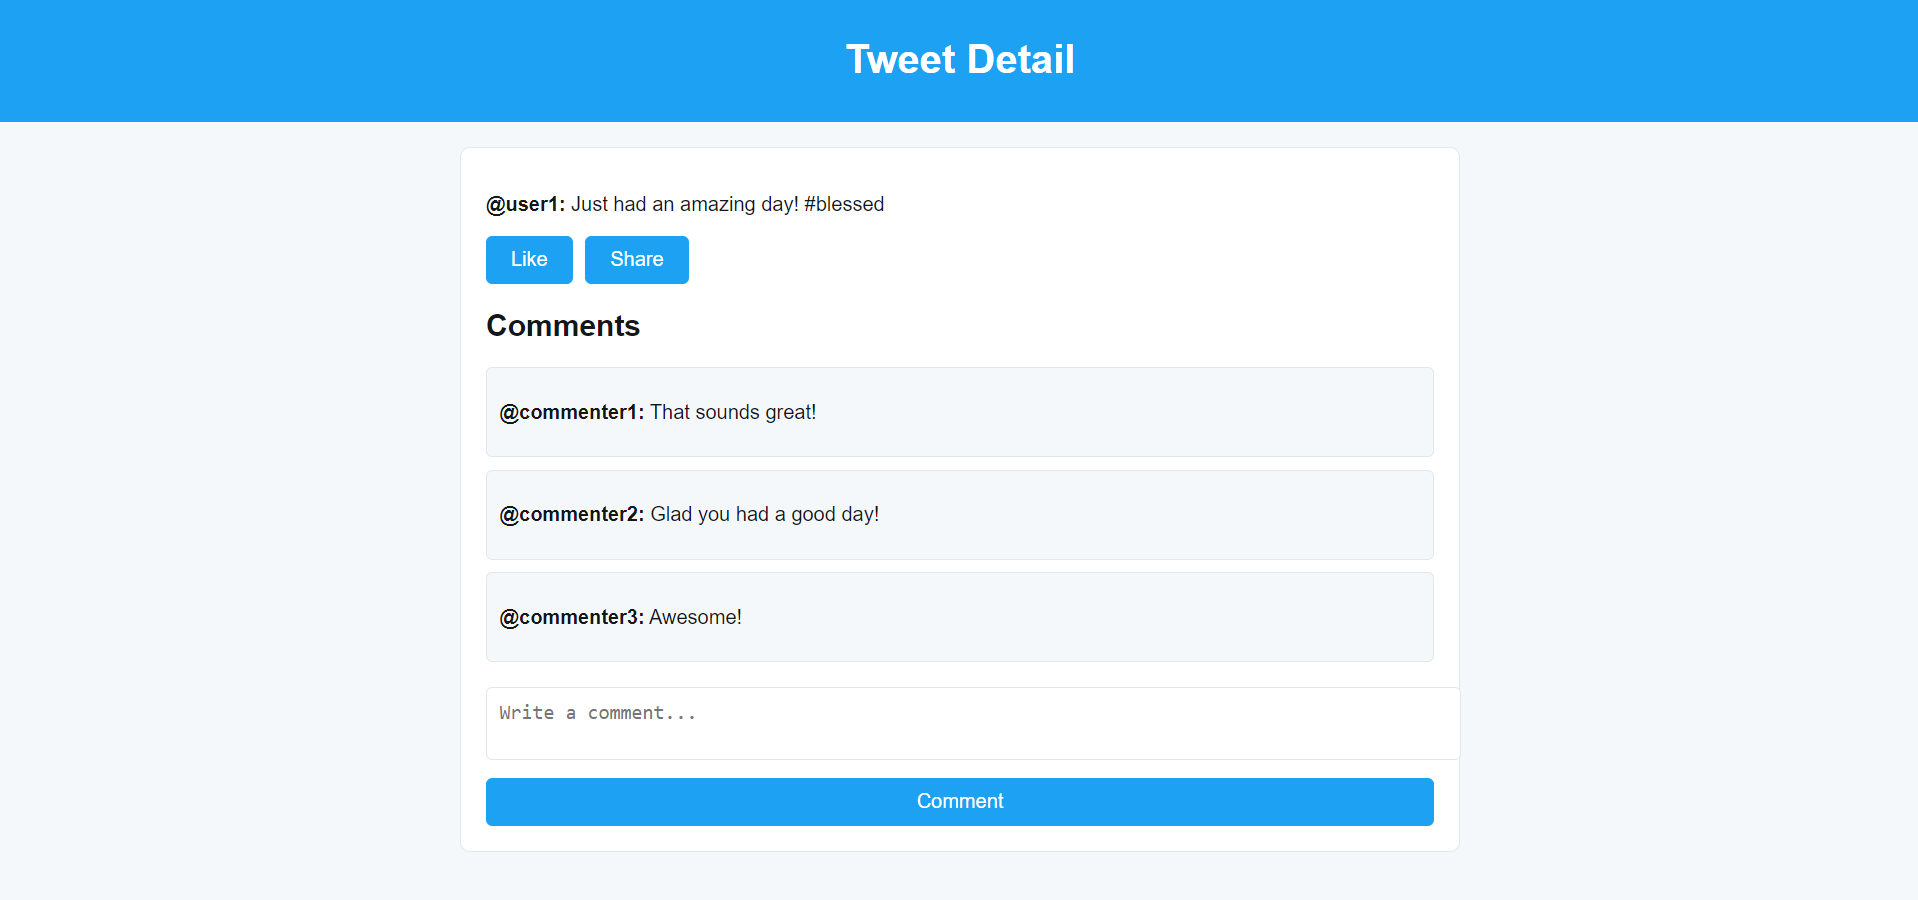 Tweet Detail
@user1: Just had an amazing day! #blessed
Like Share
Comments
@commenter1: That sounds great!
@commenter2: Glad you had a good day!
@commenter3: Awesome!
Write a comment...
Comment